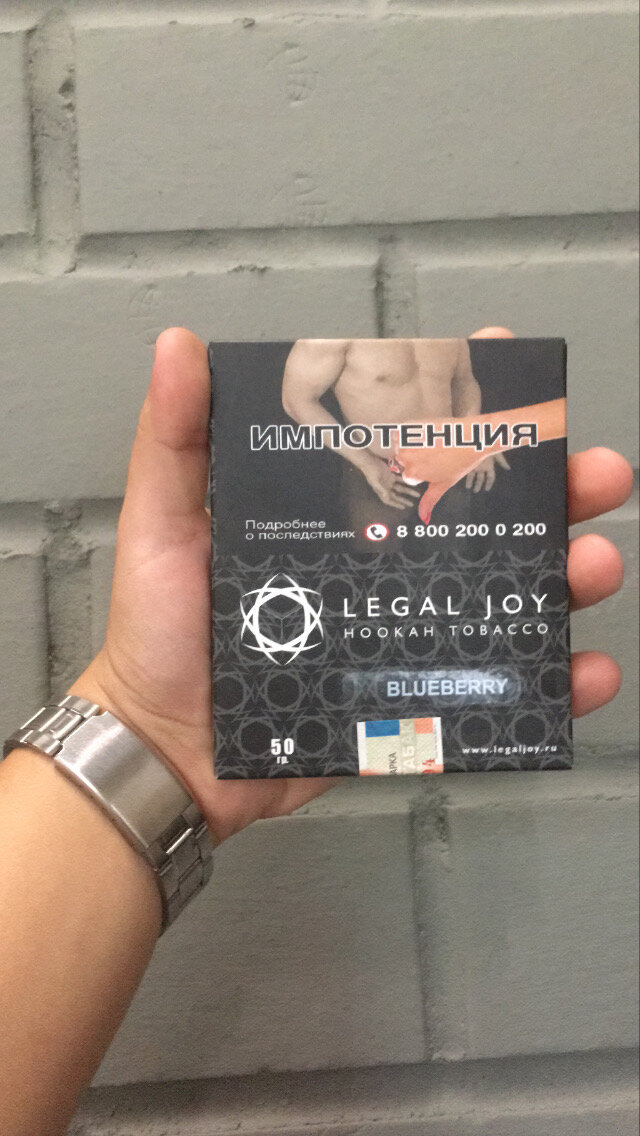 ИМПОТЕНЦИЯ
Подробнее
о последствиях
8 800 200 0 200
LEGAL JOY
HOOKAH TOBACCO
BLUEBERRY
50
гр.
www.legaljoy.ru